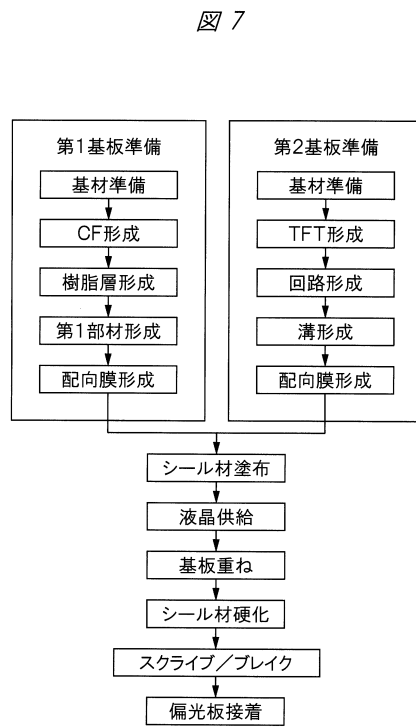 図 7
第1基板準備
基材準備
CF形成
樹脂層形成
第1部材形成
配向膜形成
第2基板準備
基材準備
TFT形成
回路形成
溝形成
配向膜形成
シール材塗布
液晶供給
基板重ね
シール材硬化
スクライブ／ブレイク
偏光板接着